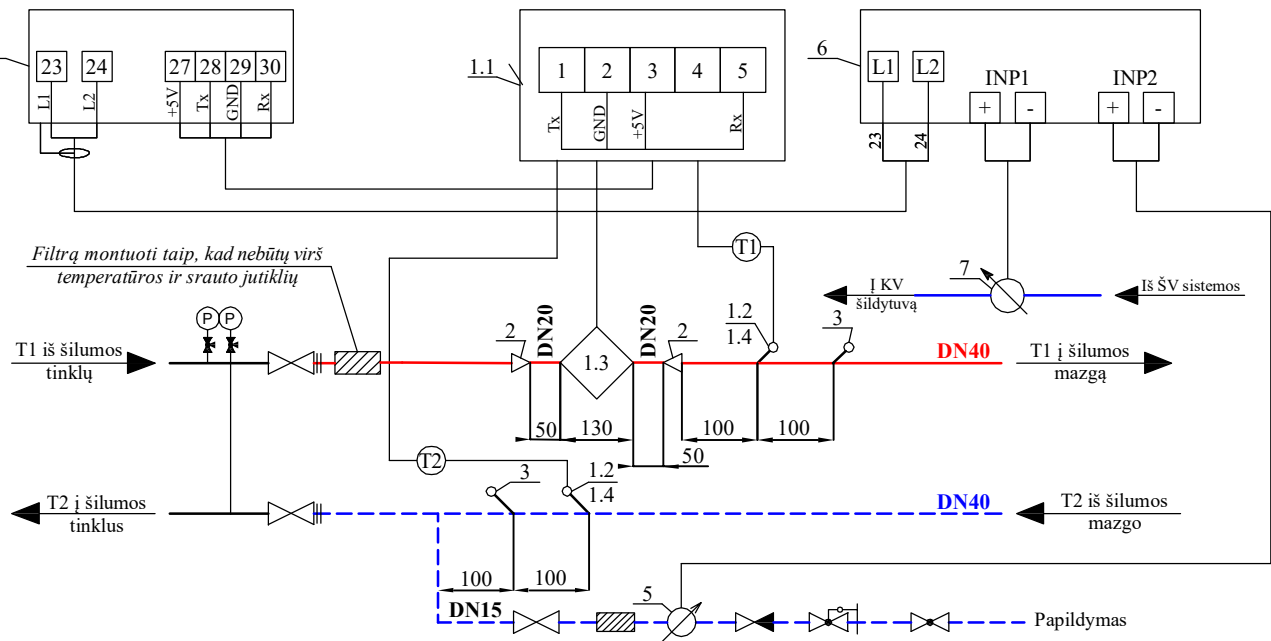 23
24
27
28
29
30
L1
L2
+5V
Tx
GND
Rx
1.1
1
2
3
4
5
Tx
GND
+5V
Rx
6
L1
L2
INP1
INP2
+
-
+
-
23
24
Filtrą montuoti taip, kad nebūtų virš
temperatūros ir srauto jutiklių
T1
7
Į KV
šildytuvą
Iš ŠV sistemos
P
P
T1 iš šilumos
tinklų
2
DN20
1.3
DN20
2
1.2
1.4
3
DN40
T1 į šilumos
mazgą
50
130
100
100
50
T2
3
1.2
1.4
T2 į šilumos
tinklus
DN40
T2 iš šilumos
mazgo
100
100
DN15
5
Papildymas